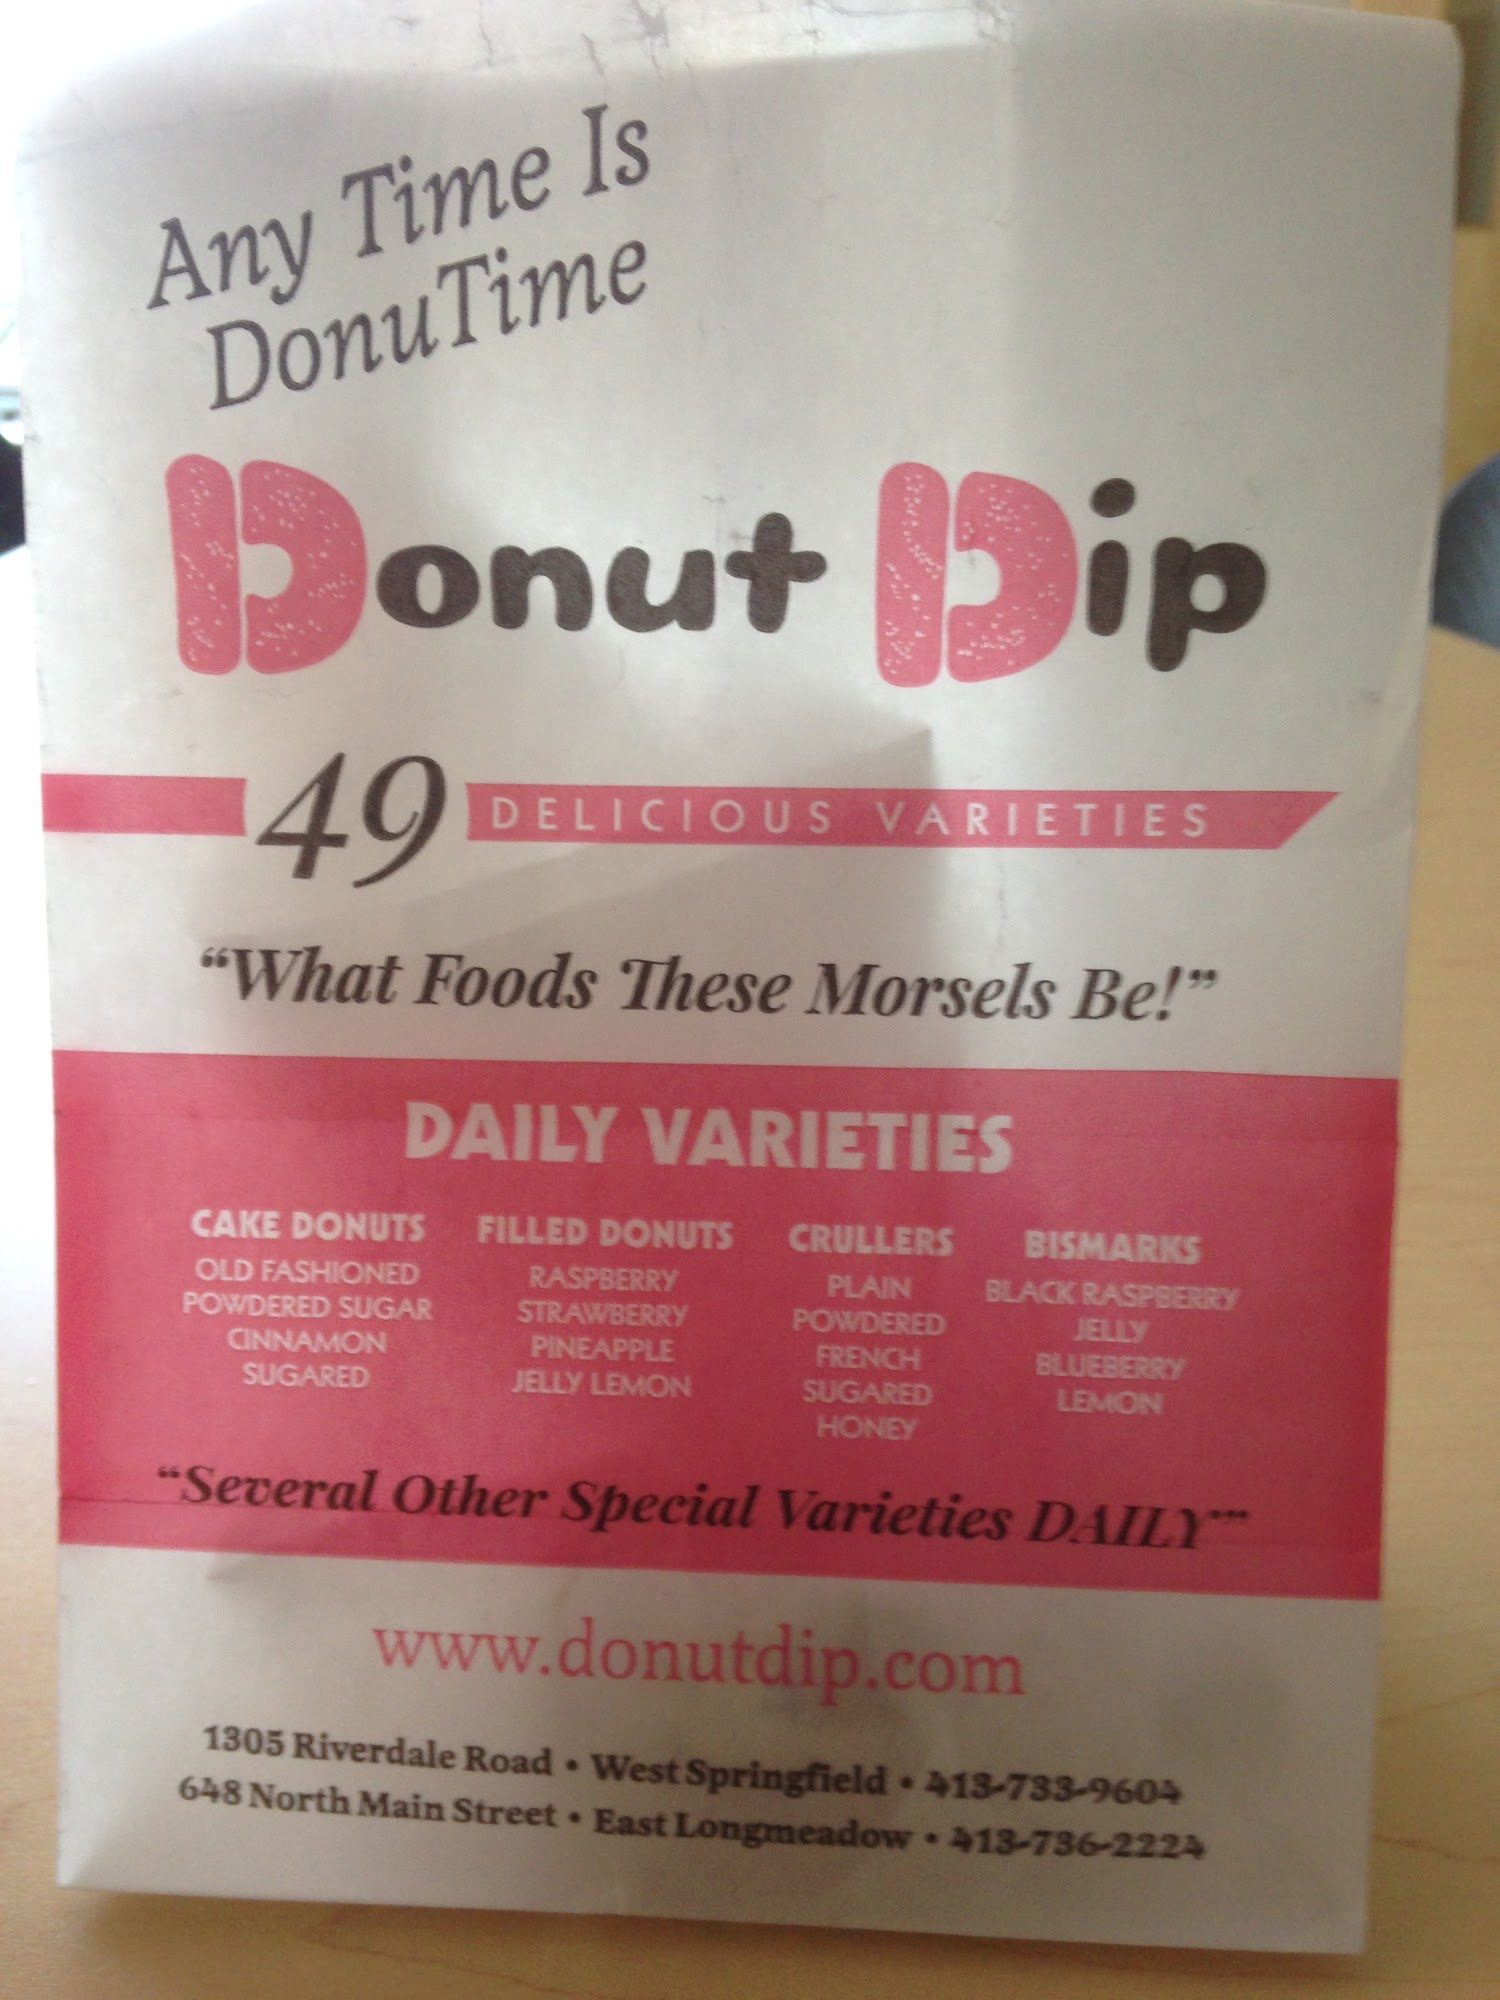 Any Time Is
DonuTime
Donut Dip
49 DELICIOUS VARIETIES
“What Foods These Morsels Be!”
DAILY VARIETIES
CAKE DONUTS
OLD FASHIONED
POWDERED SUGAR
CINNAMON
SUGARED
FILLED DONUTS
RASPBERRY
STRAWBERRY
PINEAPPLE
JELLY LEMON
CRULLERS
PLAIN
POWDERED
FRENCH
SUGARED
HONEY
BISMARKS
BLACK RASPBERRY
JELLY
BLUEBERRY
LEMON
“Several Other Special Varieties DAILY”"
www.donutdip.com
1305 Riverdale Road • West Springfield • 413-733-9604
648 North Main Street • East Longmeadow • 413-736-2224